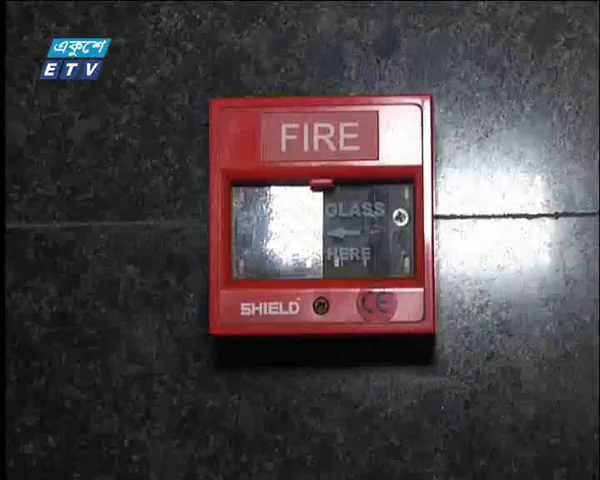 একুশে
ETV
FIRE
GLASS
HERE
SHIELD
CE